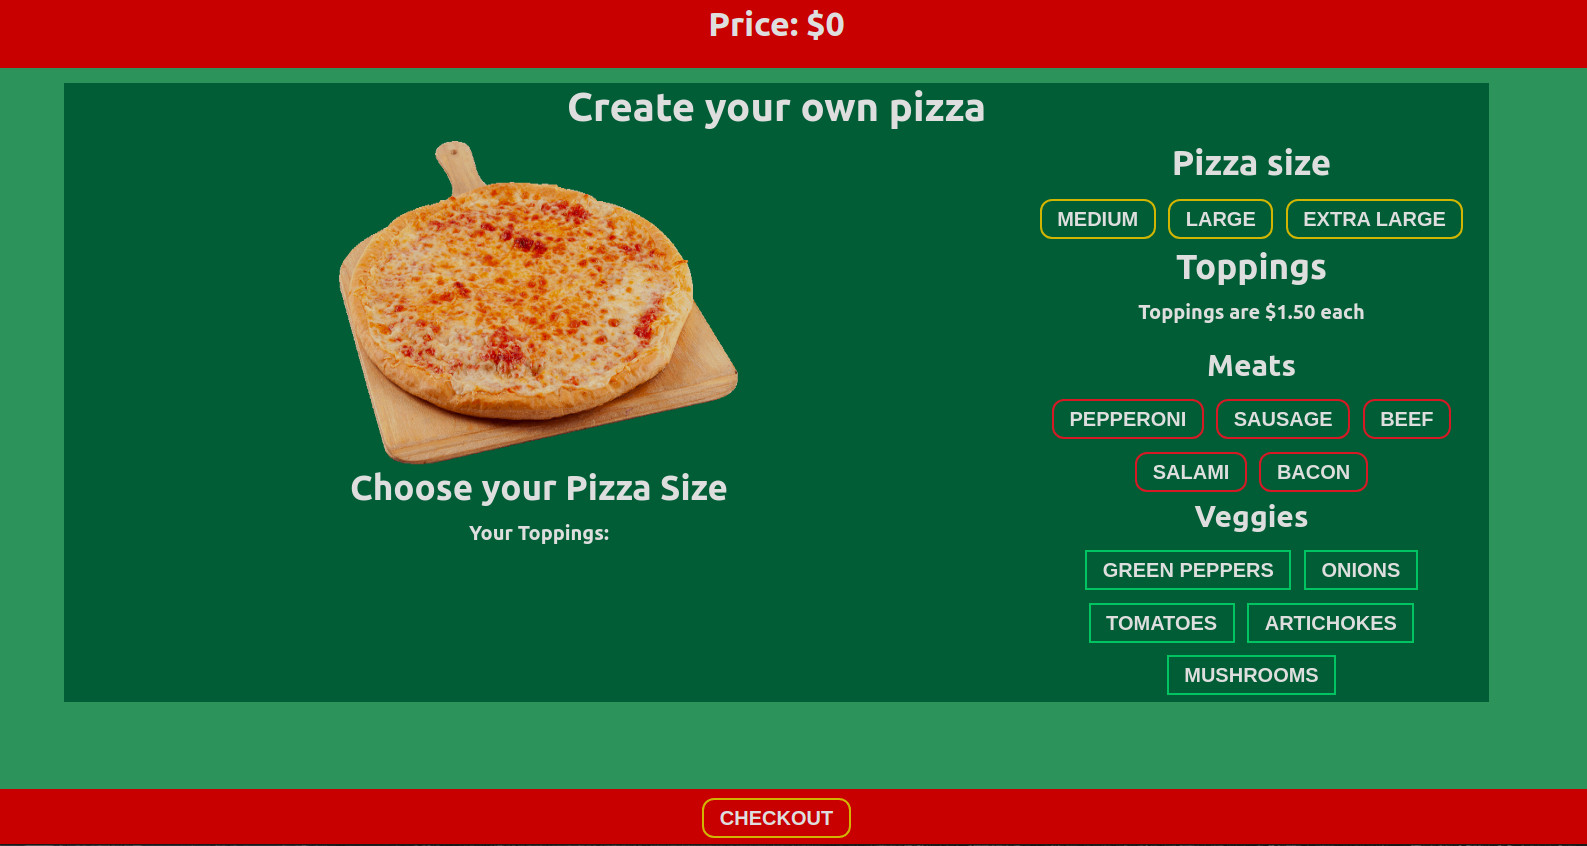 Price: $0
Create your own pizza
Pizza size
MEDIUM LARGE EXTRA LARGE
Toppings
Toppings are $1.50 each
Meats
PEPPERONI SAUSAGE BEEF
SALAMI BACON
Veggies
GREEN PEPPERS ONIONS
TOMATOES ARTICHOKES
MUSHROOMS
Choose your Pizza Size
Your Toppings:
CHECKOUT